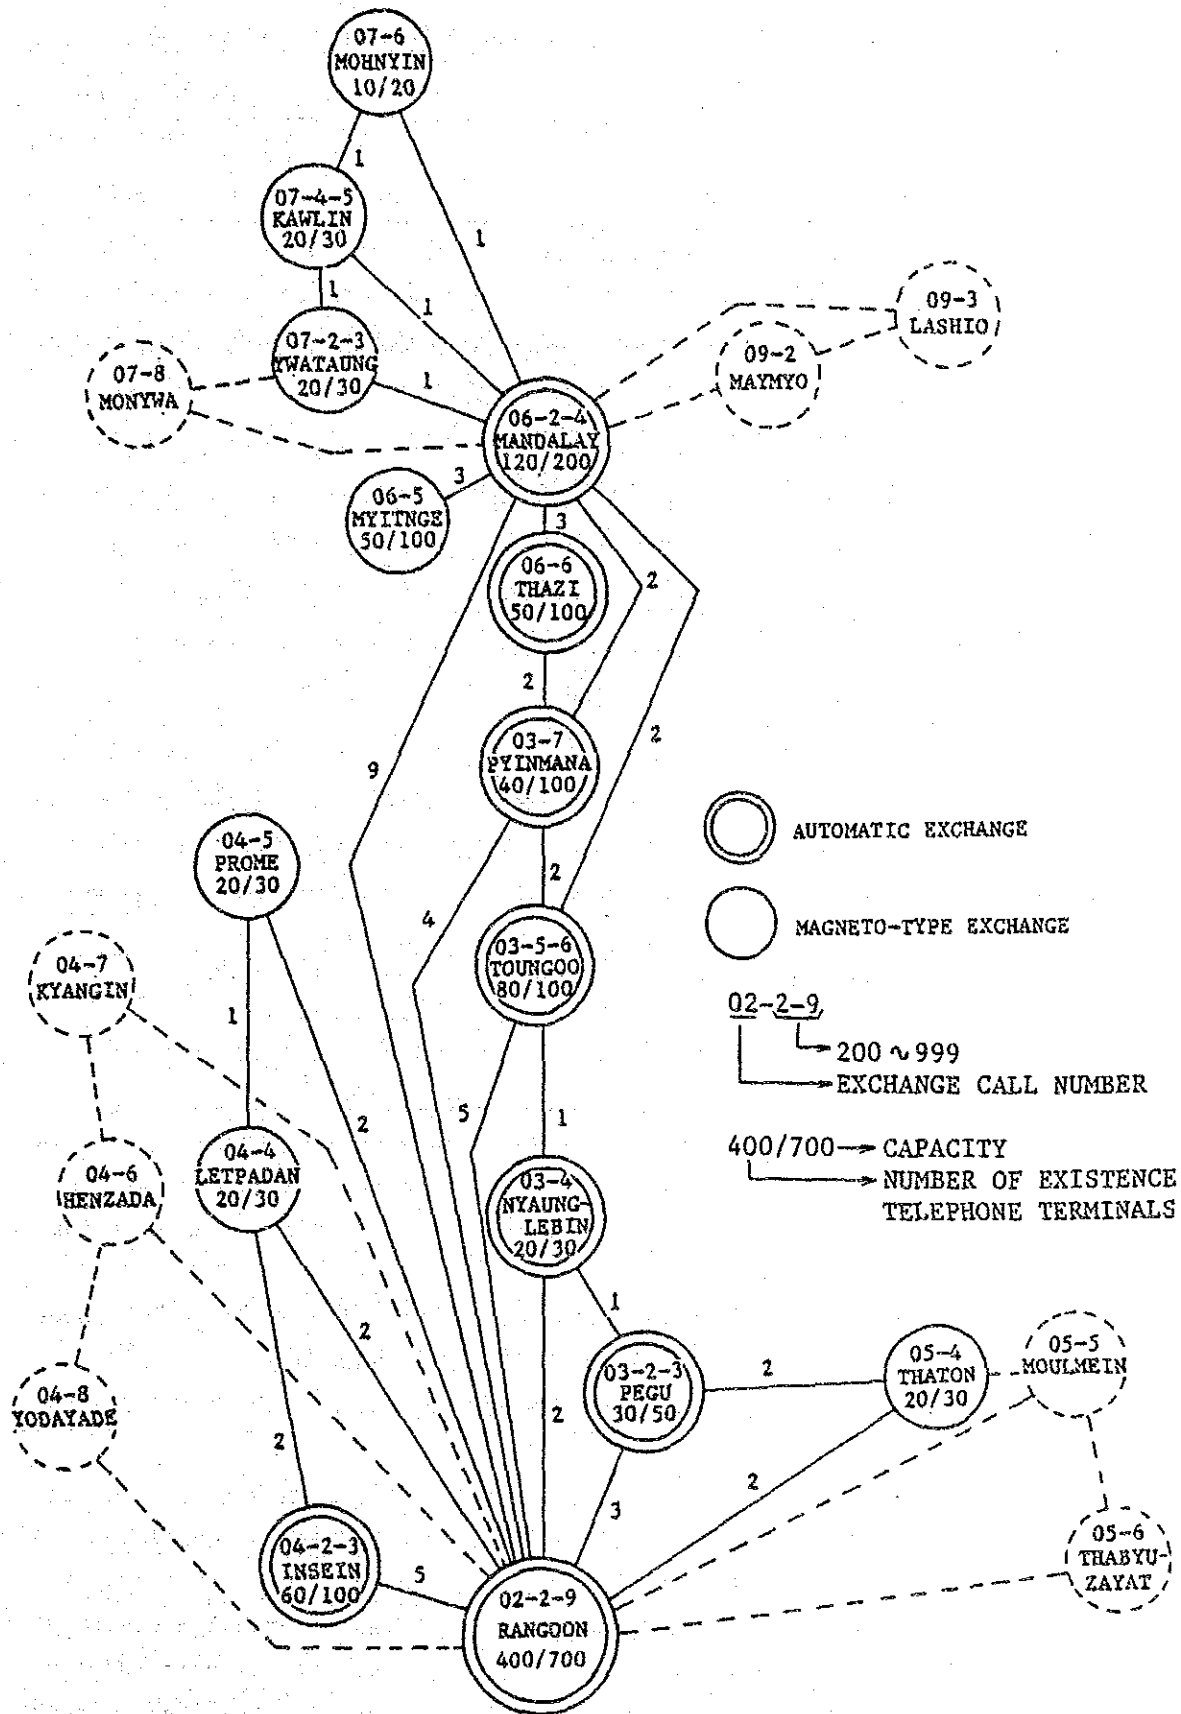 07-6
MOHNYIN
10/20
1
07-4-5
KAWLIN
20/30
1
1
1
07-2-3
YWATAUNG
20/30
1
07-8
MONYWA
09-3
LASHIO
09-2
MAYMYO
06-2-4
MANDALAY
120/200
3
06-5
MYITNGE
50/100
3
06-6
THAZI
50/100
2
2
2
9
03-7
PYINMANA
40/100
2
4
04-5
PROME
20/30
AUTOMATIC EXCHANGE
MAGNETO-TYPE EXCHANGE
03-5-6
TOUNGOO
80/100
04-7
KYANGIN
1
02-2-9
200 ~ 999
EXCHANGE CALL NUMBER
5
1
2
400/700 → CAPACITY
NUMBER OF EXISTENCE
TELEPHONE TERMINALS
04-4
LETPADAN
20/30
04-6
HENZADA
03-4
NYAUNG-
LEBIN
20/30
1
2
03-2-3
PEGU
30/50
2
05-4
THATON
20/30
05-5
MOULMEIN
04-8
YODAYADE
2
2
2
3
04-2-3
INSEIN
60/100
5
02-2-9
RANGOON
400/700
05-6
THABYU-
ZAYAT